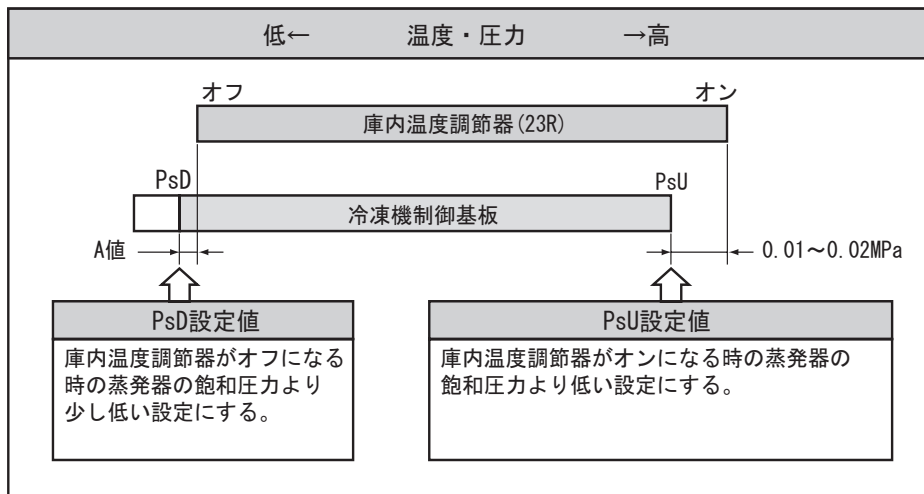 低← 温度・圧力 →高
オフ オン
庫内温度調節器(23R)
PsD PsU
冷凍機制御基板
A値 0.01～0.02MPa
PsD設定値
庫内温度調節器がオフになる
時の蒸発器の飽和圧力より
少し低い設定にする。
PsU設定値
庫内温度調節器がオンになる時の蒸発器の
飽和圧力より低い設定にする。